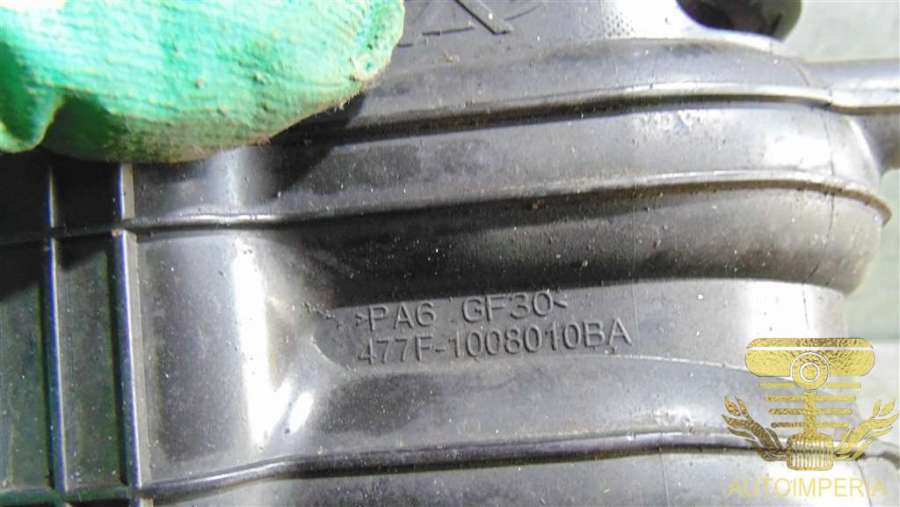 >PA6 GF30<
477F-1008010BA
AUTOIMPERIA